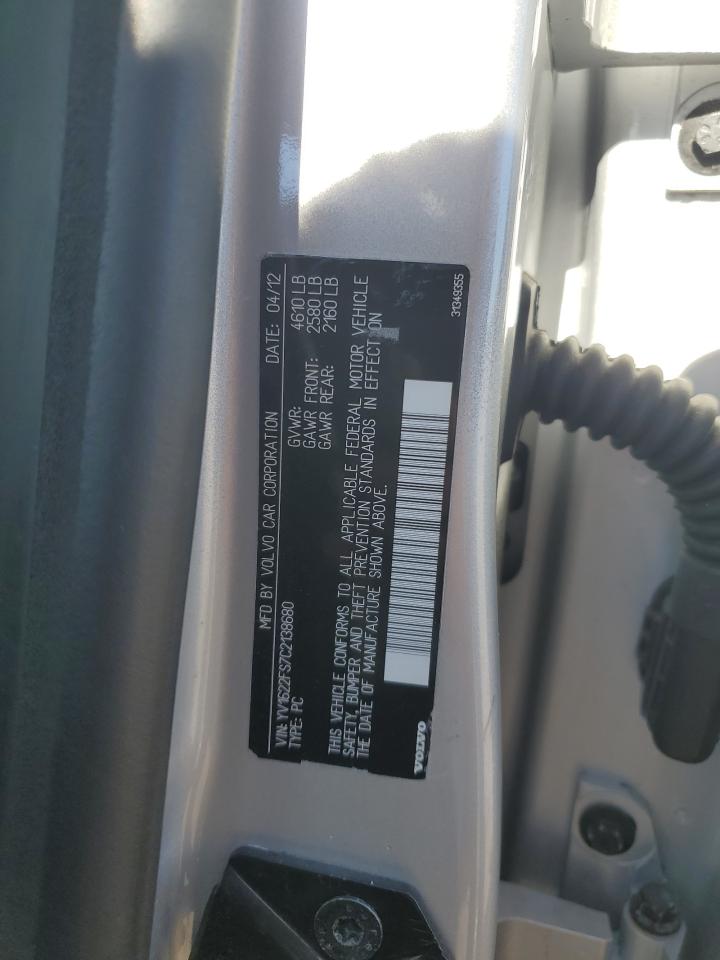 MFD BY VOLVO CAR CORPORATION DATE: 04/12
VIN: YV1622FS7C2138680 GVWR: 4610 LB
TYPE: PC GAWR FRONT: 2580 LB
GAWR REAR: 2160 LB
THIS VEHICLE CONFORMS TO ALL APPLICABLE FEDERAL MOTOR VEHICLE
SAFETY, BUMPER AND THEFT PREVENTION STANDARDS IN EFFECT ON
THE DATE OF MANUFACTURE SHOWN ABOVE.
VOLVO 31349355